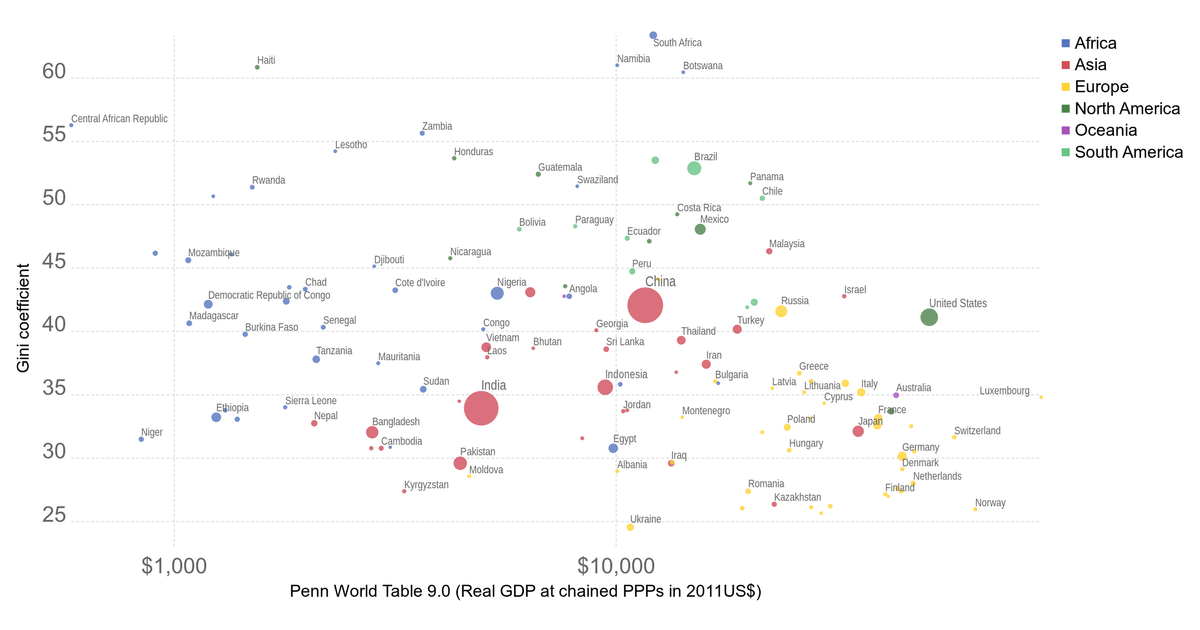 South Africa
Africa
Namibia
Haiti
Botswana
Asia
60
Europe
North America
Central African Republic
Zambia
Oceania
55
Lesotho
Honduras
Brazil
South America
Guatemala
Rwanda
Swaziland
Panama
Chile
50
Costa Rica
Bolivia
Paraguay
Mexico
Ecuador
Malaysia
Mozambique
Nicaragua
Djibouti
Peru
45
Chad
Cote d'Ivoire
Nigeria
China
Angola
Israel
Democratic Republic of Congo
Russia
United States
Madagascar
Senegal
Congo
Georgia
Turkey
40
Burkina Faso
Vietnam
Bhutan
Sri Lanka
Thailand
Tanzania
Mauritania
Laos
Iran
Greece
Sudan
India
Indonesia
Bulgaria
Latvia
Lithuania
Italy
Australia
Luxembourg
35
Cyprus
Sierra Leone
Ethiopia
Jordan
Montenegro
France
Nepal
Bangladesh
Poland
Japan
Niger
Cambodia
Egypt
Hungary
Switzerland
Pakistan
Iraq
Germany
30
Moldova
Albania
Denmark
Kyrgyzstan
Romania
Finland
Netherlands
Kazakhstan
Norway
25
Ukraine
Gini coefficient
$1,000
$10,000
Penn World Table 9.0 (Real GDP at chained PPPs in 2011US$)